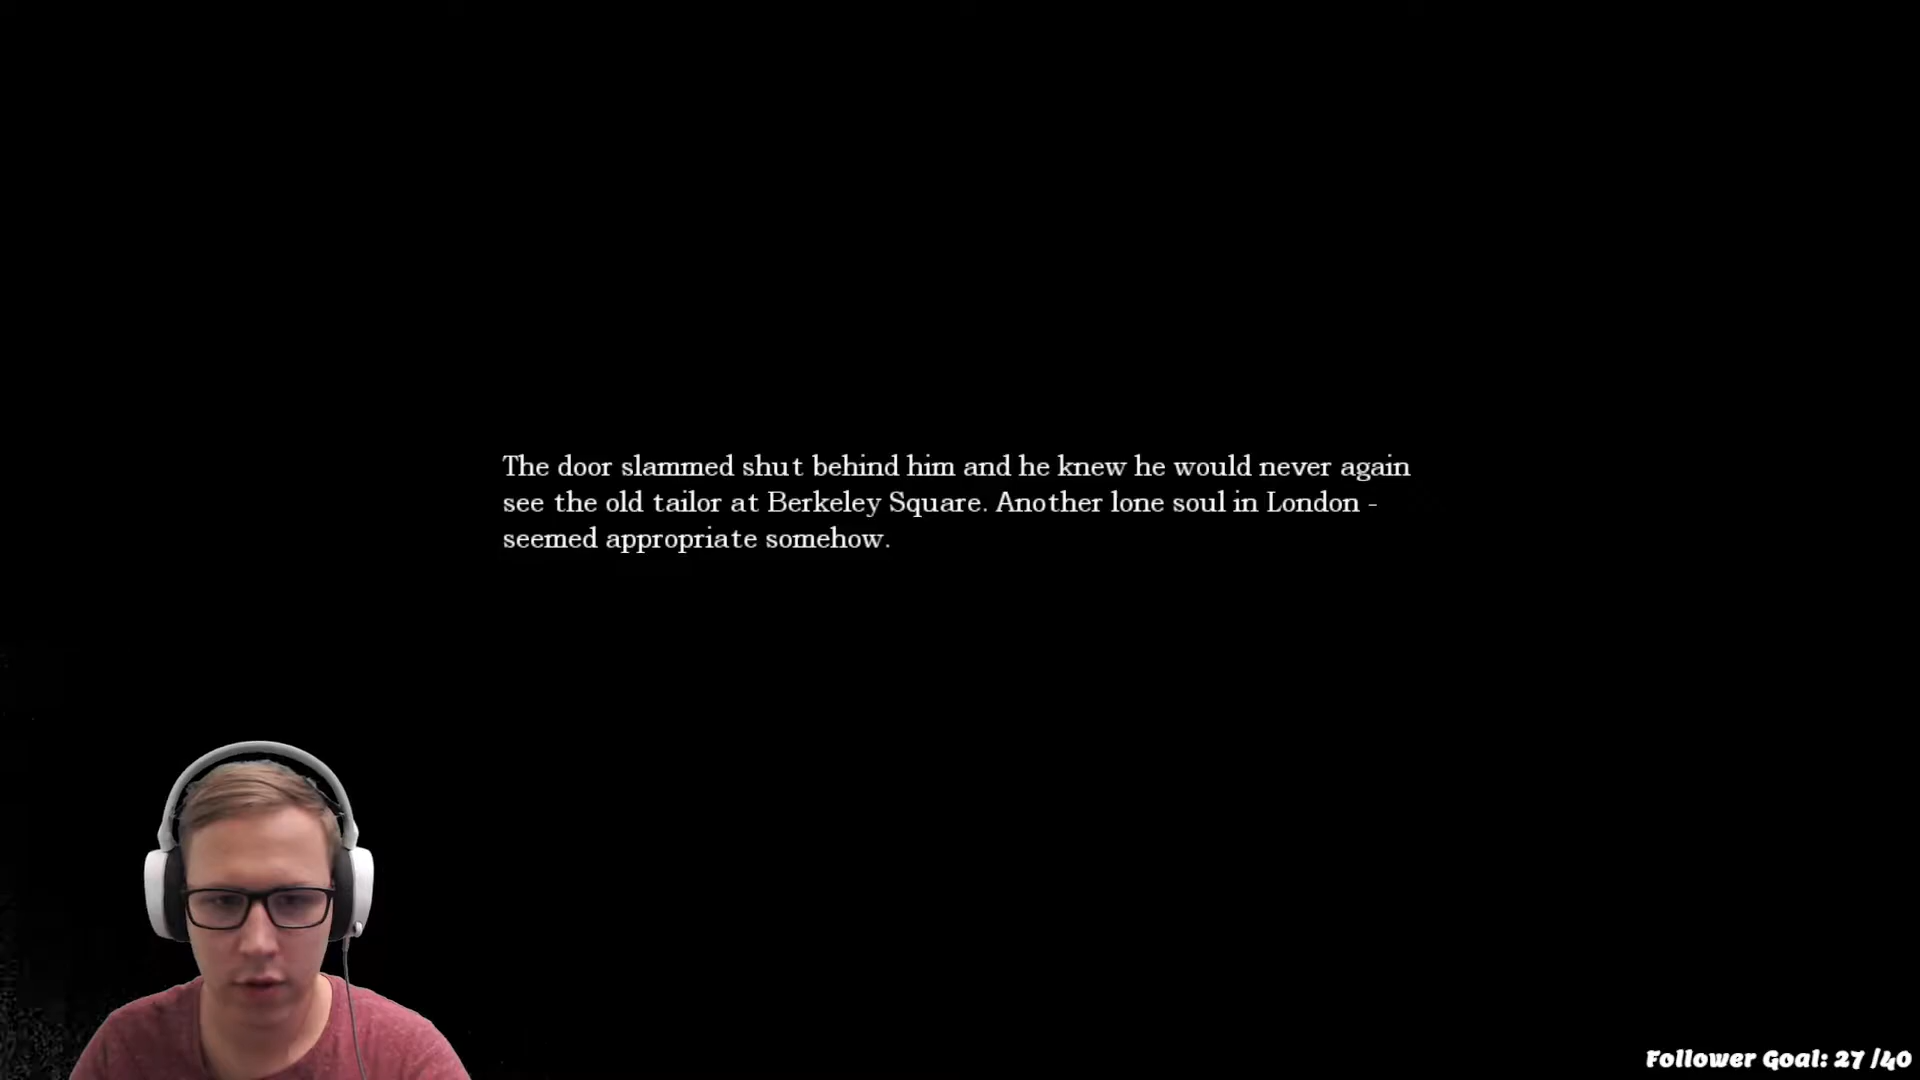 The door slammed shut behind him and he knew he would never again
see the old tailor at Berkeley Square. Another lone soul in London -
seemed appropriate somehow.
Follower Goal: 27 /40